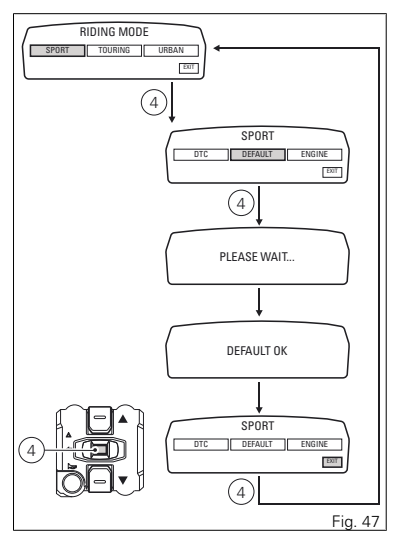 RIDING MODE
SPORT TOURING URBAN
EXIT
4
SPORT
DTC DEFAULT ENGINE
EXIT
4
PLEASE WAIT...
DEFAULT OK
SPORT
DTC DEFAULT ENGINE
EXIT
4
4
Fig. 47